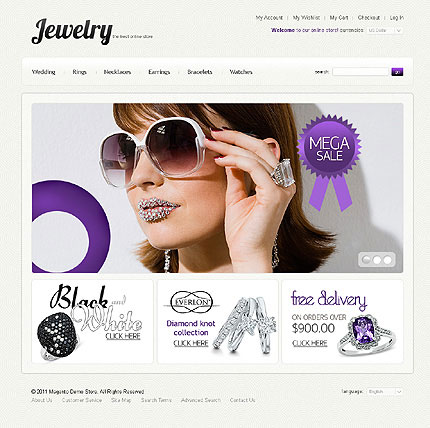 Jewelry
the best online store
My Account | My Wishlist | My Cart | Checkout | Log In
Welcome to our online store! currencies: US Dollar
Wedding Rings Necklaces Earrings Bracelets Watches
search:
go
MEGA
SALE
Black and
White
CLICK HERE
EVERLON
Diamond knot
collection
CLICK HERE
free delivery
ON ORDERS OVER
$900.00
CLICK HERE
© 2011 Magento Demo Store. All Rights Reserved.
About Us Customer Service Site Map Search Terms Advanced Search Contact Us
language: English